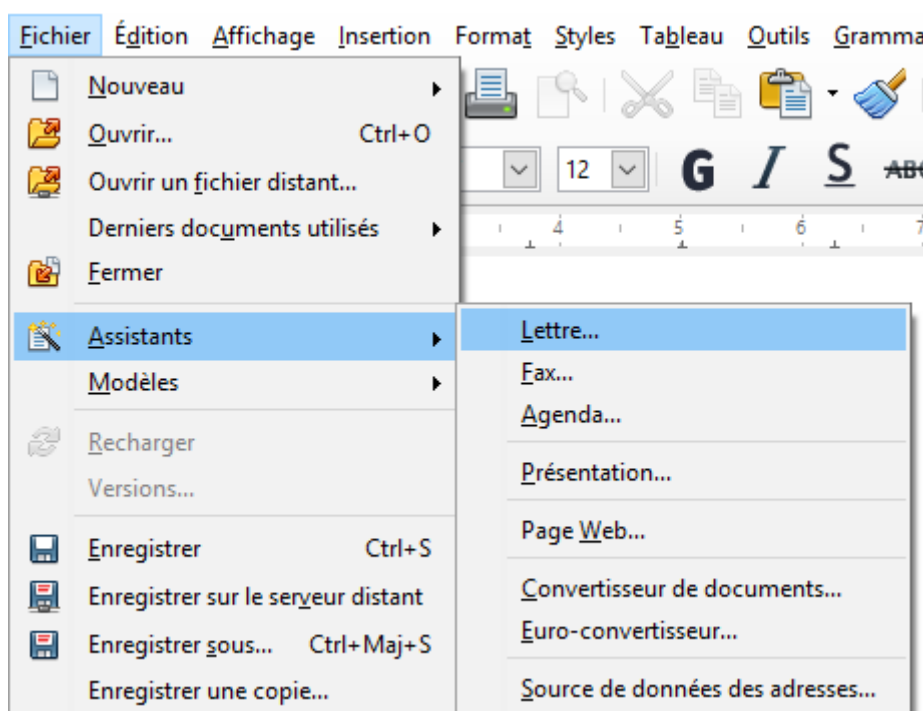 Fichier Édition Affichage Insertion Format Styles Tableau Outils Gramma
Nouveau
Ouvrir... Ctrl+O
12 G I S ABC
Ouvrir un fichier distant...
Derniers documents utilisés
4 5 6 7
Fermer
Assistants
Modèles
Recharger
Versions...
Enregistrer Ctrl+S
Enregistrer sur le serveur distant
Enregistrer sous... Ctrl+Maj+S
Enregistrer une copie...
Lettre...
Fax...
Agenda...
Présentation...
Page Web...
Convertisseur de documents...
Euro-convertisseur...
Source de données des adresses...